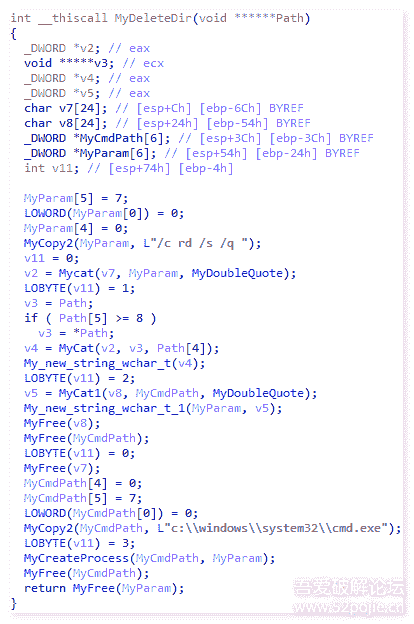 int __thiscall MyDeleteDir(void ******Path)
{
_DWORD *v2; // eax
void *****v3; // ecx
_DWORD *v4; // eax
_DWORD *v5; // eax
char v7[24]; // [esp+Ch] [ebp-6Ch] BYREF
char v8[24]; // [esp+24h] [ebp-54h] BYREF
_DWORD *MyCmdPath[6]; // [esp+3Ch] [ebp-3Ch] BYREF
_DWORD *MyParam[6]; // [esp+54h] [ebp-24h] BYREF
int v11; // [esp+74h] [ebp-4h]
MyParam[5] = 7;
LOWORD(MyParam[0]) = 0;
MyParam[4] = 0;
MyCopy2(MyParam, L"/c rd /s /q ");
v11 = 0;
v2 = Mycat(v7, MyParam, MyDoubleQuote);
LOBYTE(v11) = 1;
v3 = Path;
if ( Path[5] >= 8 )
v3 = *Path;
v4 = MyCat(v2, v3, Path[4]);
My_new_string_wchar_t(v4);
LOBYTE(v11) = 2;
v5 = MyCat1(v8, MyCmdPath, MyDoubleQuote);
My_new_string_wchar_t_1(MyParam, v5);
MyFree(v8);
MyFree(MyCmdPath);
LOBYTE(v11) = 0;
MyFree(v7);
MyCmdPath[4] = 0;
MyCmdPath[5] = 7;
LOWORD(MyCmdPath[0]) = 0;
MyCopy2(MyCmdPath, L"c:\\windows\\system32\\cmd.exe");
LOBYTE(v11) = 3;
MyCreateProcess(MyCmdPath, MyParam);
MyFree(MyCmdPath);
return MyFree(MyParam);
}
吾爱破解论坛
www.52pojie.cn